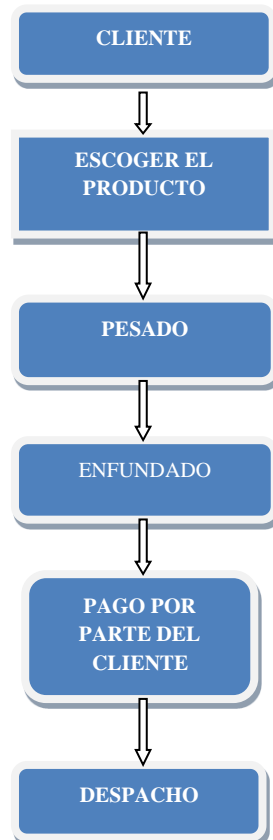 CLIENTE
ESCOGER EL
PRODUCTO
PESADO
ENFUNDADO
PAGO POR
PARTE DEL
CLIENTE
DESPACHO